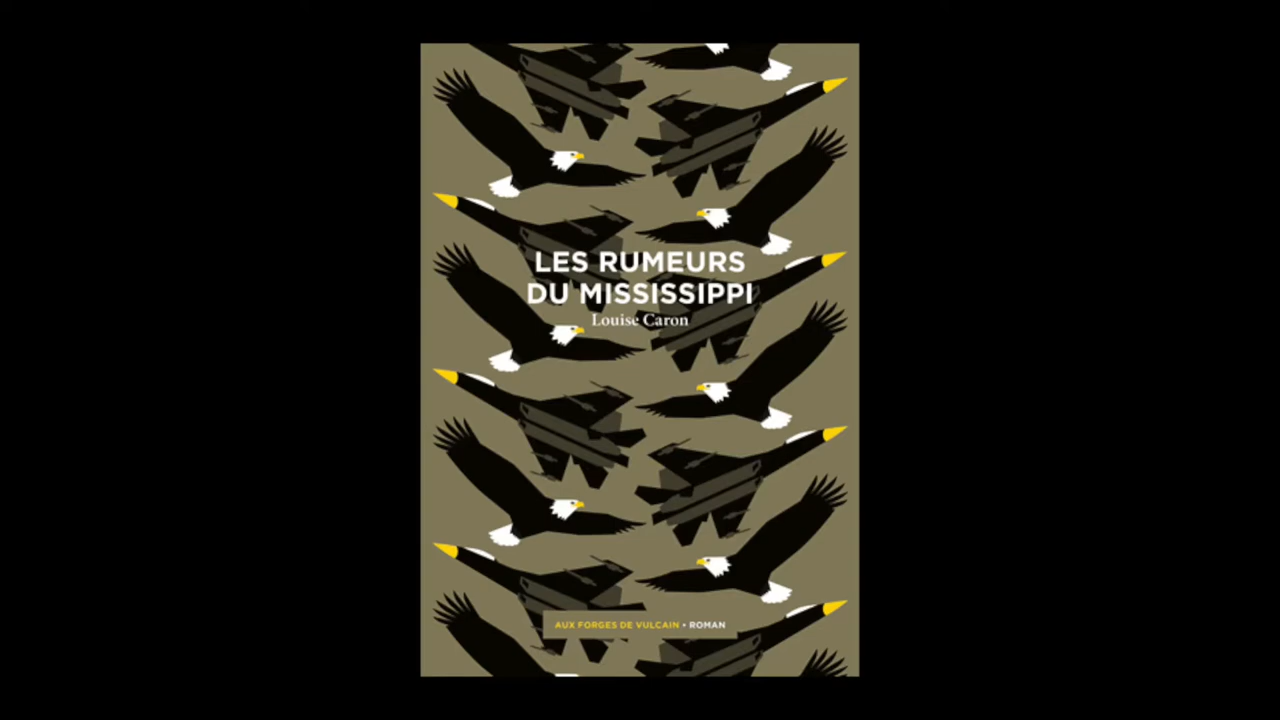 LES RUMEURS
DU MISSISSIPPI
Louise Caron
AUX FORGES DE VULCAIN • ROMAN